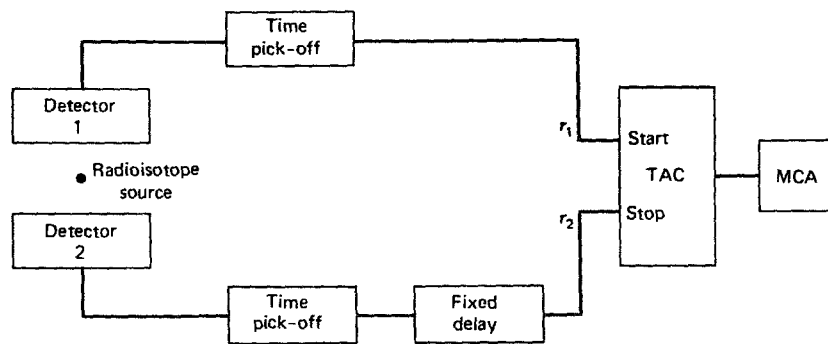 Time
pick-off
Detector
1
r₁
Start
TAC
MCA
Radioisotope
source
r₂
Stop
Detector
2
Time
pick-off
Fixed
delay